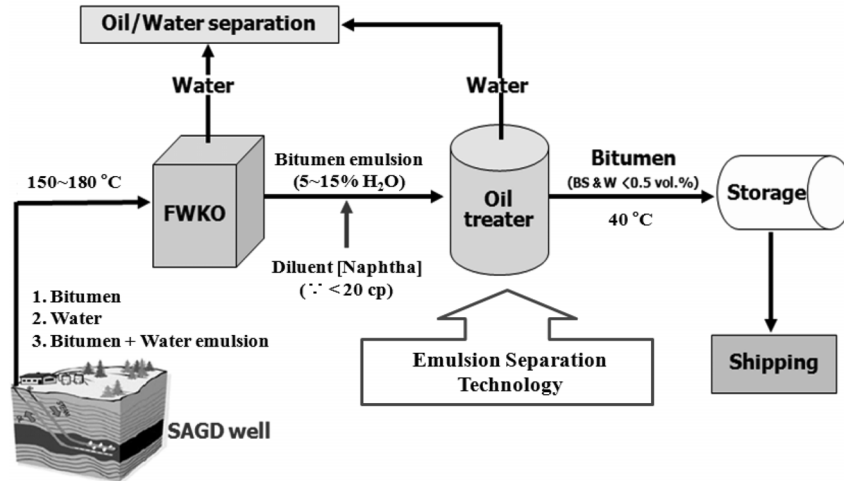 Oil/Water separation
Water
Water
150~180 °C
FWKO
Bitumen emulsion
(5~15% H₂O)
Diluent [Naphtha]
(∵ < 20 cp)
Oil
treater
Bitumen
(BS & W <0.5 vol.%)
40 °C
Storage
1. Bitumen
2. Water
3. Bitumen + Water emulsion
Emulsion Separation
Technology
Shipping
SAGD well